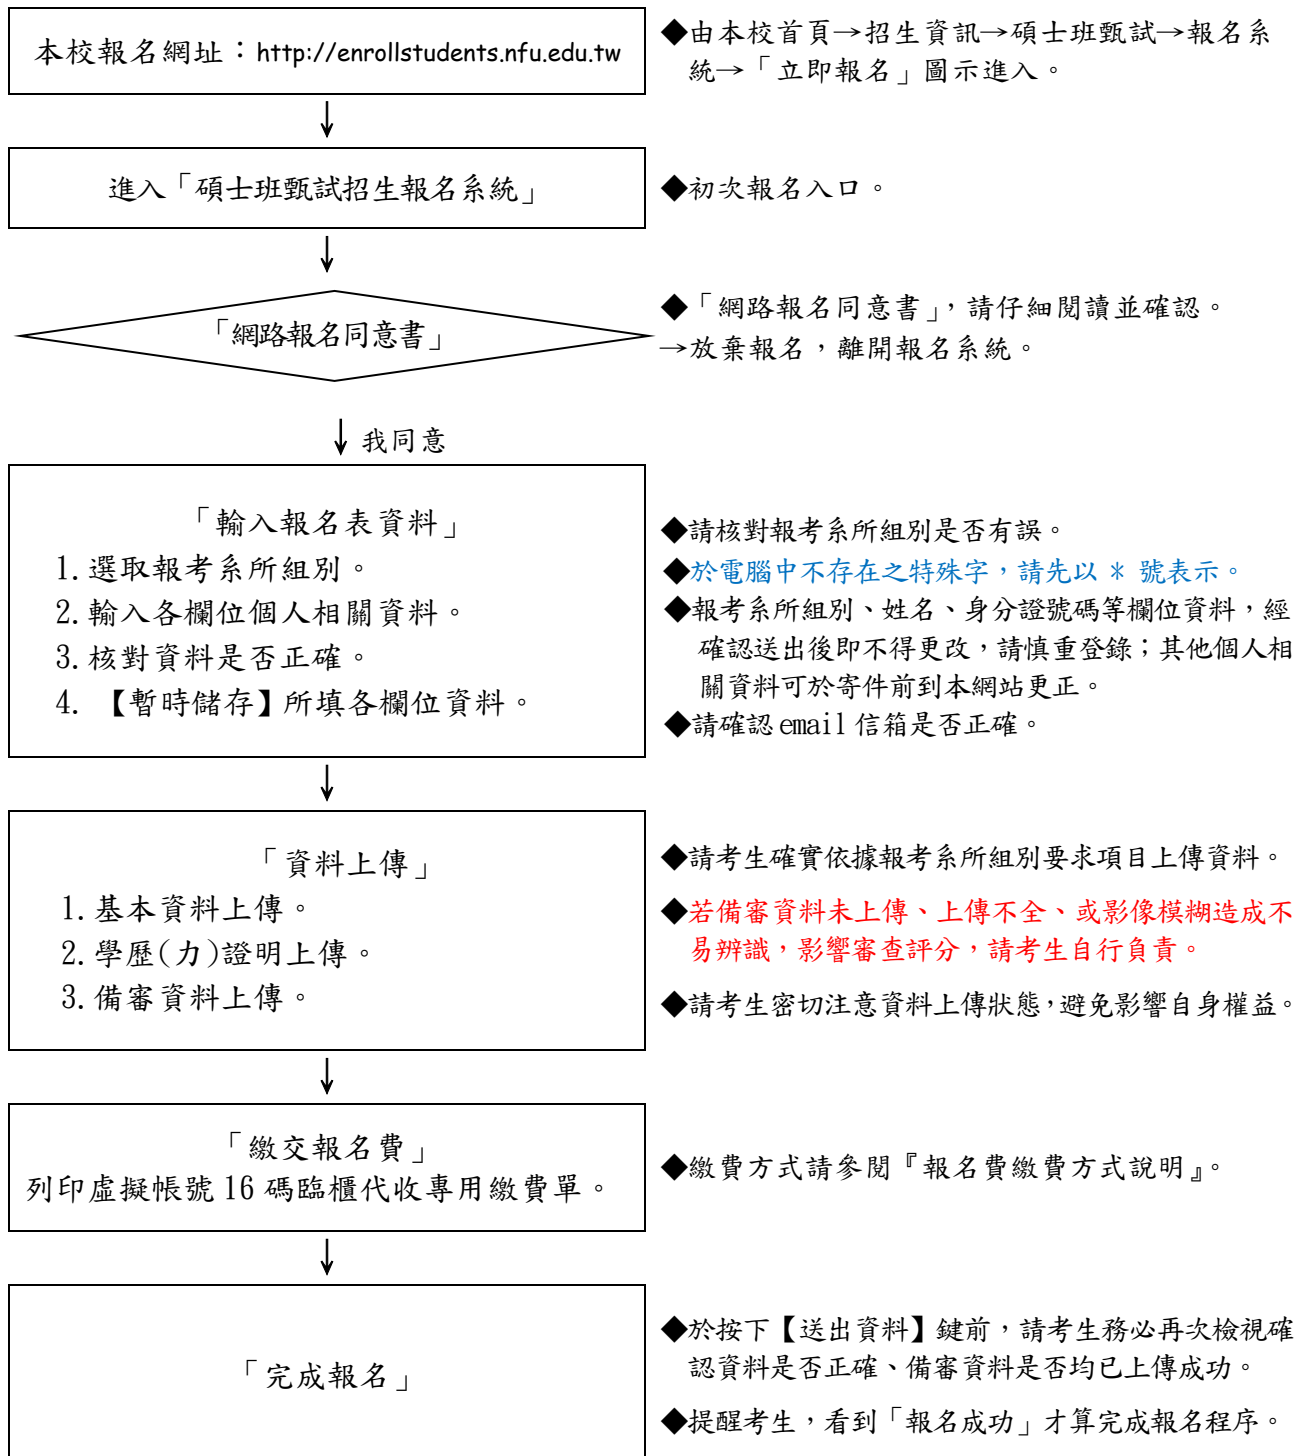 本校報名網址：http://enrollstudents.nfu.edu.tw
◆由本校首頁→招生資訊→碩士班甄試→報名系
統→「立即報名」圖示進入。
進入「碩士班甄試招生報名系統」
◆初次報名入口。
「網路報名同意書」
◆「網路報名同意書」，請仔細閱讀並確認。
→放棄報名，離開報名系統。
我同意
「輸入報名表資料」
1.選取報考系所組別。
2.輸入各欄位個人相關資料。
3.核對資料是否正確。
4. 【暫時儲存】所填各欄位資料。
◆請核對報考系所組別是否有誤。
◆於電腦中不存在之特殊字，請先以 * 號表示。
◆報考系所組別、姓名、身分證號碼等欄位資料，經
確認送出後即不得更改，請慎重登錄；其他個人相
關資料可於寄件前到本網站更正。
◆請確認 email 信箱是否正確。
「資料上傳」
1.基本資料上傳。
2.學歷(力)證明上傳。
3.備審資料上傳。
◆請考生確實依據報考系所組別要求項目上傳資料。
◆若備審資料未上傳、上傳不全、或影像模糊造成不
易辨識，影響審查評分，請考生自行負責。
◆請考生密切注意資料上傳狀態，避免影響自身權益。
「繳交報名費」
列印虛擬帳號 16 碼臨櫃代收專用繳費單。
◆繳費方式請參閱『報名費繳費方式說明』。
「完成報名」
◆於按下【送出資料】鍵前，請考生務必再次檢視確
認資料是否正確、備審資料是否均已上傳成功。
◆提醒考生，看到「報名成功」才算完成報名程序。